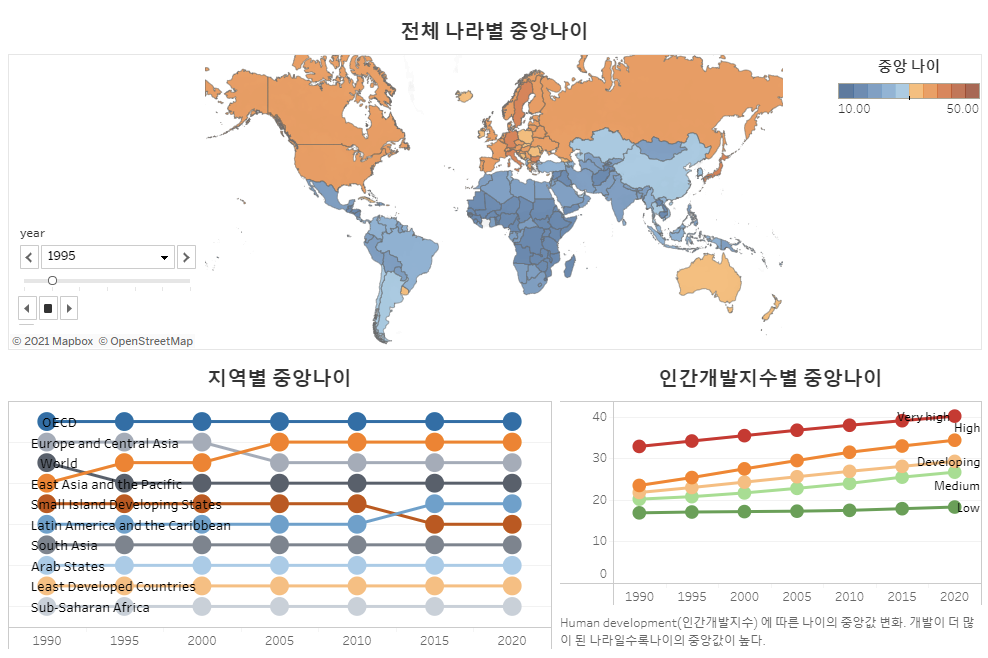 전체 나라별 중앙나이
중앙 나이
10.00 50.00
year
1995
© 2021 Mapbox © OpenStreetMap
지역별 중앙나이
OECD
Europe and Central Asia
World
East Asia and the Pacific
Small Island Developing States
Latin America and the Caribbean
South Asia
Arab States
Least Developed Countries
Sub-Saharan Africa
1990 1995 2000 2005 2010 2015 2020
인간개발지수별 중앙나이
40
30
20
10
0
Very high
High
Developing
Medium
Low
1990 1995 2000 2005 2010 2015 2020
Human development(인간개발지수) 에 따른 나이의 중앙값 변화. 개발이 더 많
이 된 나라일수록나이의 중앙값이 높다.